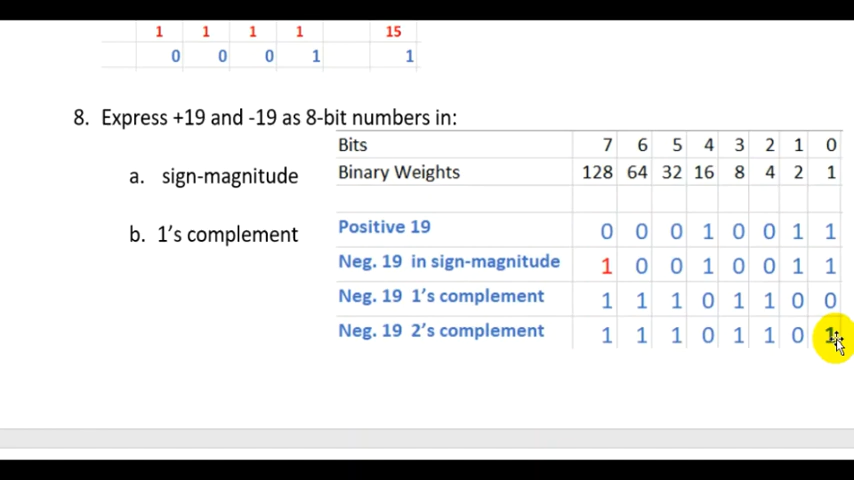 1 1 1 1 15
0 0 0 1 1
8. Express +19 and -19 as 8-bit numbers in:
Bits 7 6 5 4 3 2 1 0
a. sign-magnitude
Binary Weights 128 64 32 16 8 4 2 1
b. 1's complement
Positive 19 0 0 0 1 0 0 1 1
Neg. 19 in sign-magnitude 1 0 0 1 0 0 1 1
Neg. 19 1's complement 1 1 1 0 1 1 0 0
Neg. 19 2's complement 1 1 1 0 1 1 0 1